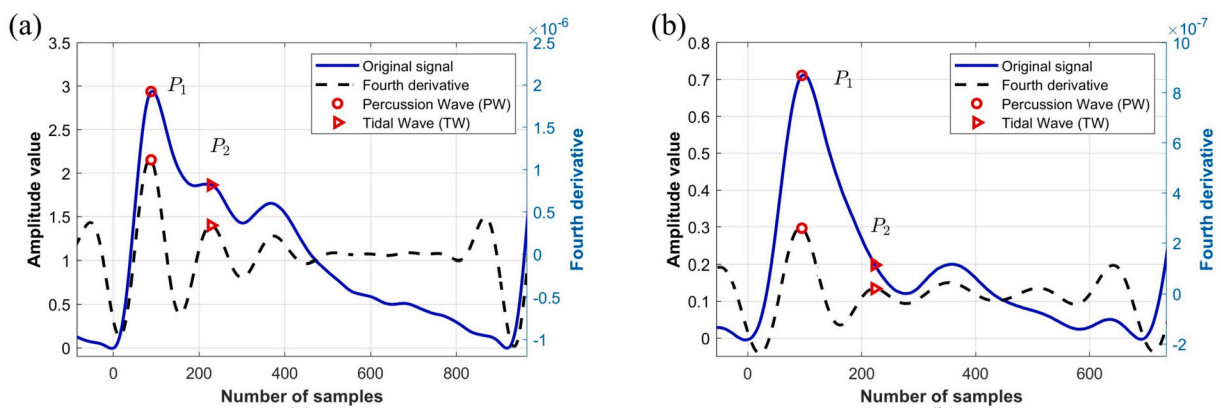 (a)
×10⁻⁶
3.5
3
2.5
2
1.5
1
0.5
0
Amplitude value
2.5
2
1.5
1
0.5
0
-0.5
-1
Fourth derivative
Original signal
Fourth derivative
Percussion Wave (PW)
Tidal Wave (TW)
P₁
P₂
0 200 400 600 800
Number of samples
(b)
×10⁻⁷
0.8
0.7
0.6
0.5
0.4
0.3
0.2
0.1
0
Amplitude value
10
8
6
4
2
0
-2
Fourth derivative
Original signal
Fourth derivative
Percussion Wave (PW)
Tidal Wave (TW)
P₁
P₂
0 200 400 600
Number of samples